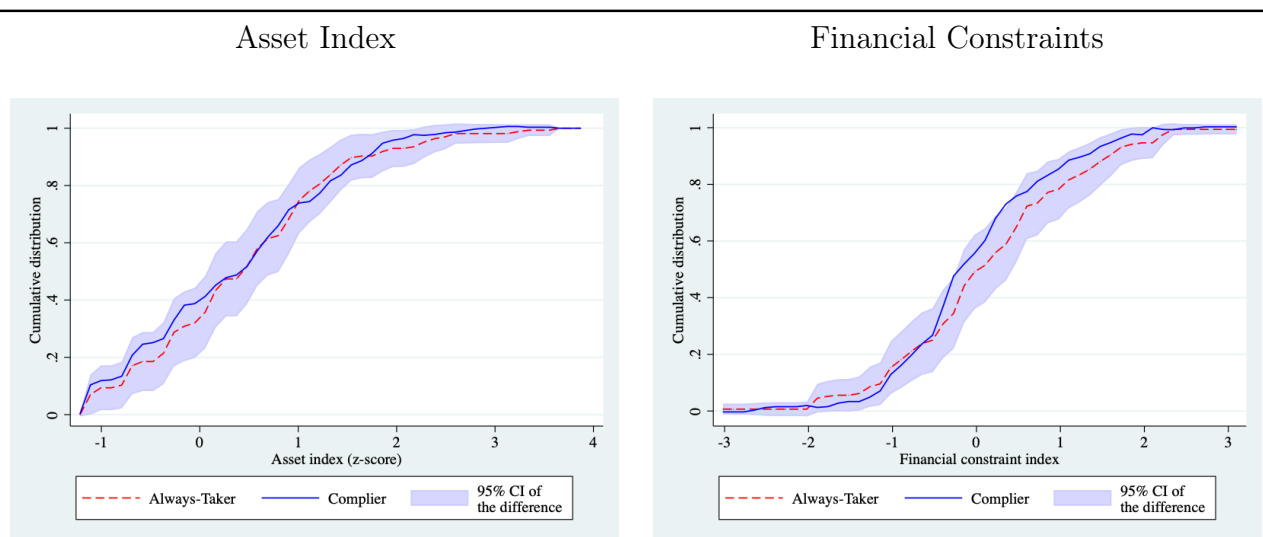 Asset Index
Financial Constraints
Cumulative distribution
1
.8
.6
.4
.2
0
-1
0
1
2
3
4
Asset index (z-score)
Always-Taker
Complier
95% CI of
the difference
Cumulative distribution
1
.8
.6
.4
.2
0
-3
-2
-1
0
1
2
3
Financial constraint index
Always-Taker
Complier
95% CI of
the difference